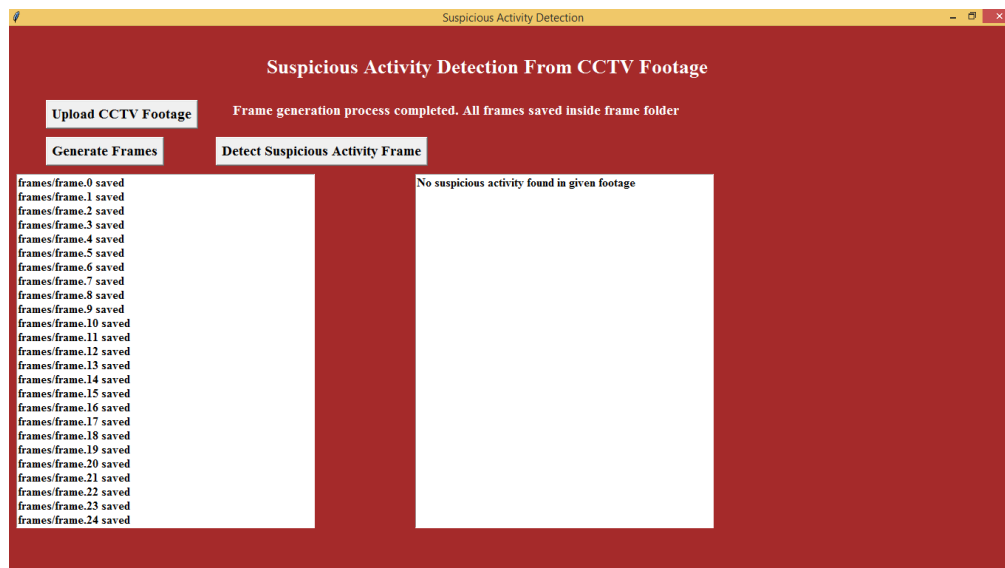 Suspicious Activity Detection
Suspicious Activity Detection From CCTV Footage
Upload CCTV Footage
Frame generation process completed. All frames saved inside frame folder
Generate Frames
Detect Suspicious Activity Frame
frames/frame.0 saved
frames/frame.1 saved
frames/frame.2 saved
frames/frame.3 saved
frames/frame.4 saved
frames/frame.5 saved
frames/frame.6 saved
frames/frame.7 saved
frames/frame.8 saved
frames/frame.9 saved
frames/frame.10 saved
frames/frame.11 saved
frames/frame.12 saved
frames/frame.13 saved
frames/frame.14 saved
frames/frame.15 saved
frames/frame.16 saved
frames/frame.17 saved
frames/frame.18 saved
frames/frame.19 saved
frames/frame.20 saved
frames/frame.21 saved
frames/frame.22 saved
frames/frame.23 saved
frames/frame.24 saved
No suspicious activity found in given footage